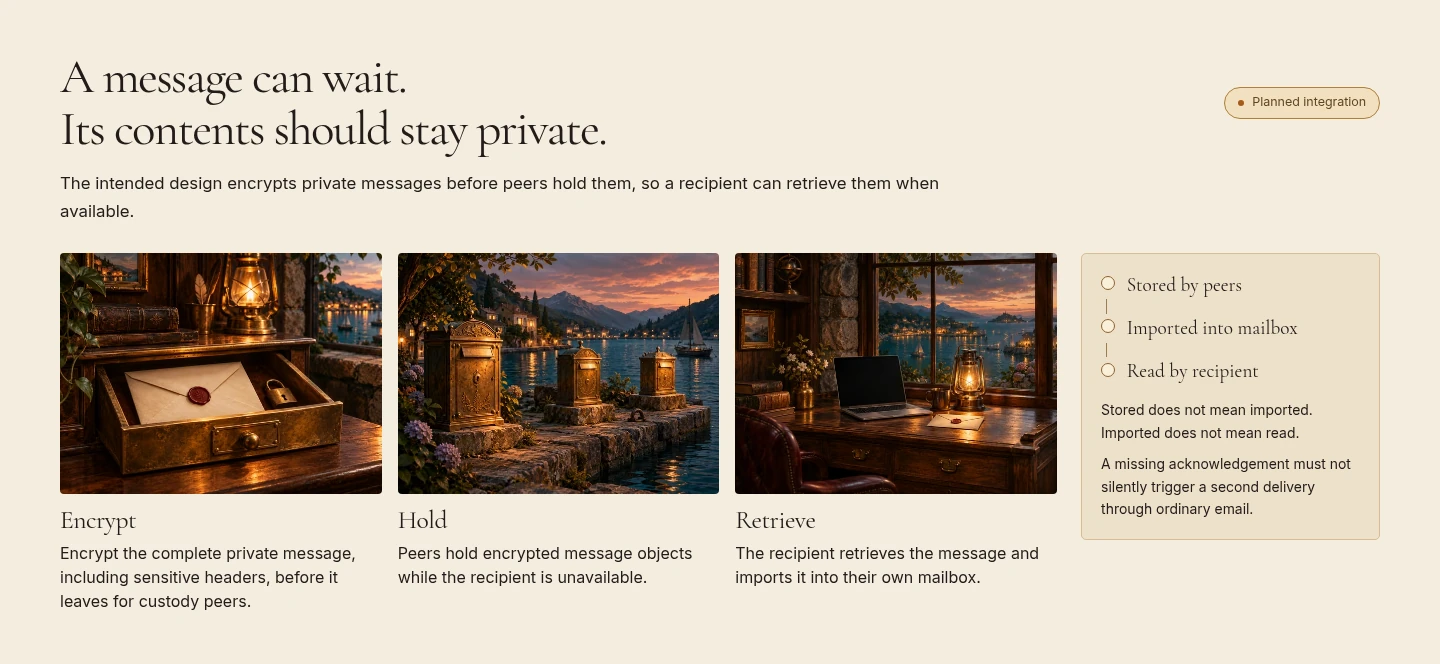 A message can wait.
Its contents should stay private.
Planned integration
The intended design encrypts private messages before peers hold them, so a recipient can retrieve them when
available.
Encrypt
Encrypt the complete private message,
including sensitive headers, before it
leaves for custody peers.
Hold
Peers hold encrypted message objects
while the recipient is unavailable.
Retrieve
The recipient retrieves the message and
imports it into their own mailbox.
Stored by peers
Imported into mailbox
Read by recipient
Stored does not mean imported.
Imported does not mean read.
A missing acknowledgement must not
silently trigger a second delivery
through ordinary email.